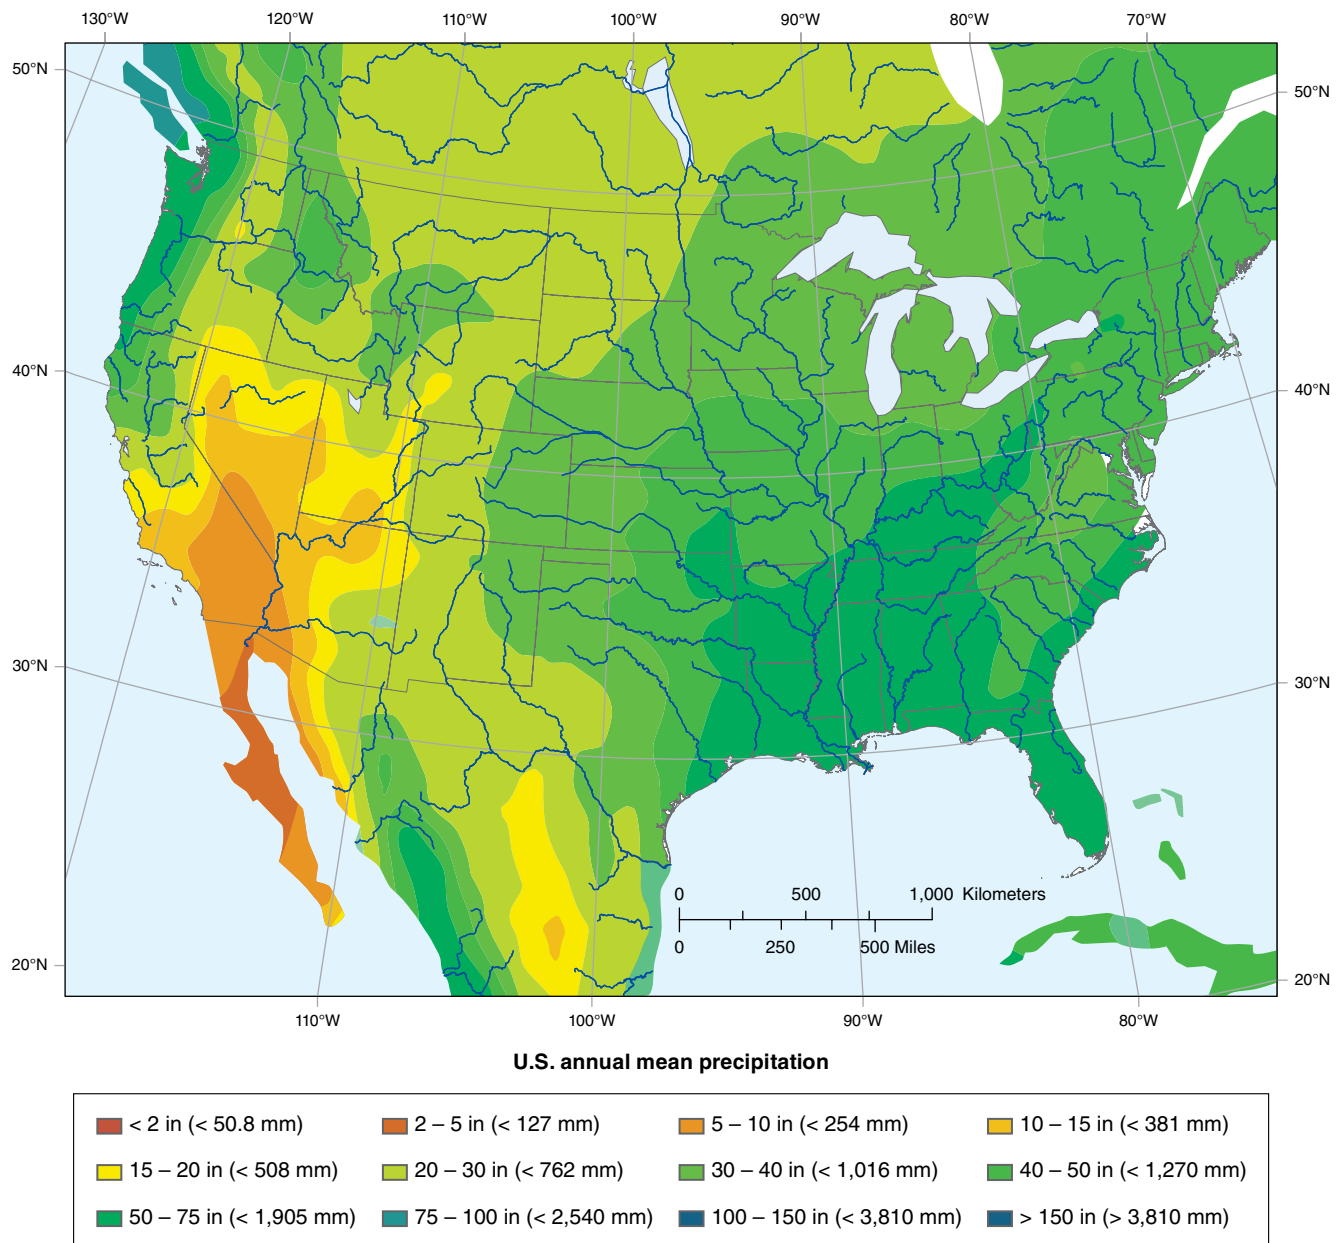 130°W 120°W 110°W 100°W 90°W 80°W 70°W
50°N 50°N
40°N 40°N
30°N 30°N
0 500 1,000 Kilometers
0 250 500 Miles
20°N 20°N
110°W 100°W 90°W 80°W
U.S. annual mean precipitation
< 2 in (< 50.8 mm) 2 – 5 in (< 127 mm) 5 – 10 in (< 254 mm) 10 – 15 in (< 381 mm)
15 – 20 in (< 508 mm) 20 – 30 in (< 762 mm) 30 – 40 in (< 1,016 mm) 40 – 50 in (< 1,270 mm)
50 – 75 in (< 1,905 mm) 75 – 100 in (< 2,540 mm) 100 – 150 in (< 3,810 mm) > 150 in (> 3,810 mm)